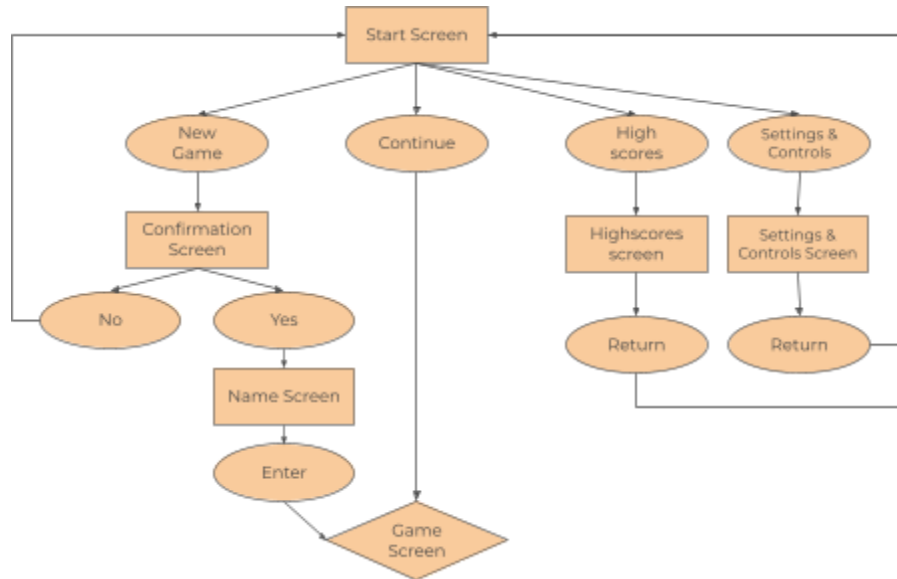 Start Screen
New
Game
Continue
High
scores
Settings &
Controls
Confirmation
Screen
Highscores
screen
Settings &
Controls Screen
No
Yes
Return
Return
Name Screen
Enter
Game
Screen